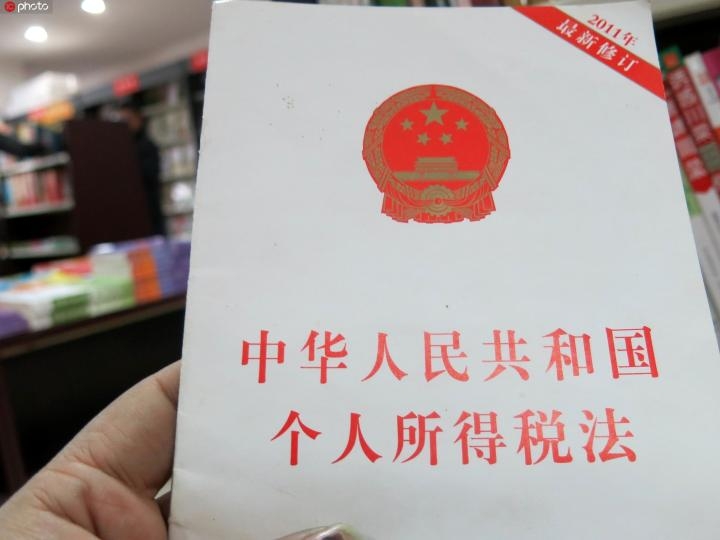 photo
2011年
最新修订
中华人民共和国
个人所得税法